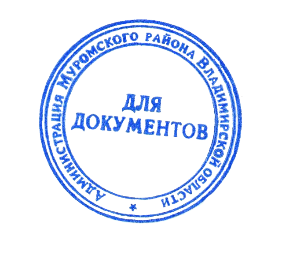 Администрация Муромского района Владимирской области
ДЛЯ
ДОКУМЕНТОВ